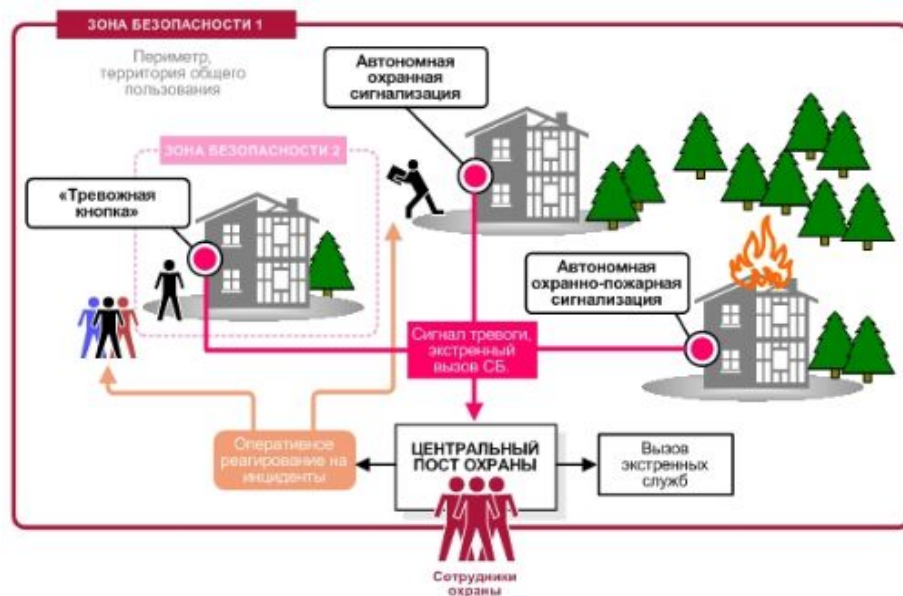 ЗОНА БЕЗОПАСНОСТИ 1
Периметр,
территория общего
пользования
Автономная
охранная
сигнализация
ЗОНА БЕЗОПАСНОСТИ 2
«Тревожная
кнопка»
Автономная
охранно-пожарная
сигнализация
Сигнал тревоги,
экстренный
вызов СБ.
Оперативное
реагирование на
инциденты
ЦЕНТРАЛЬНЫЙ
ПОСТ ОХРАНЫ
Вызов
экстренных
служб
Сотрудники
охраны